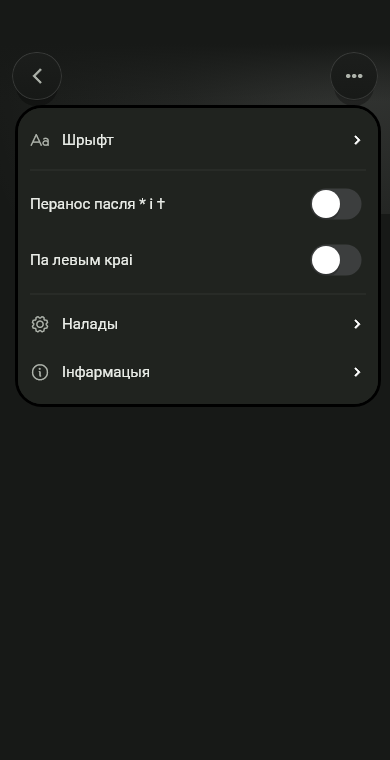 Aa Шрыфт
Перанос пасля * і †
Па левым краі
Налады
Інфармацыя